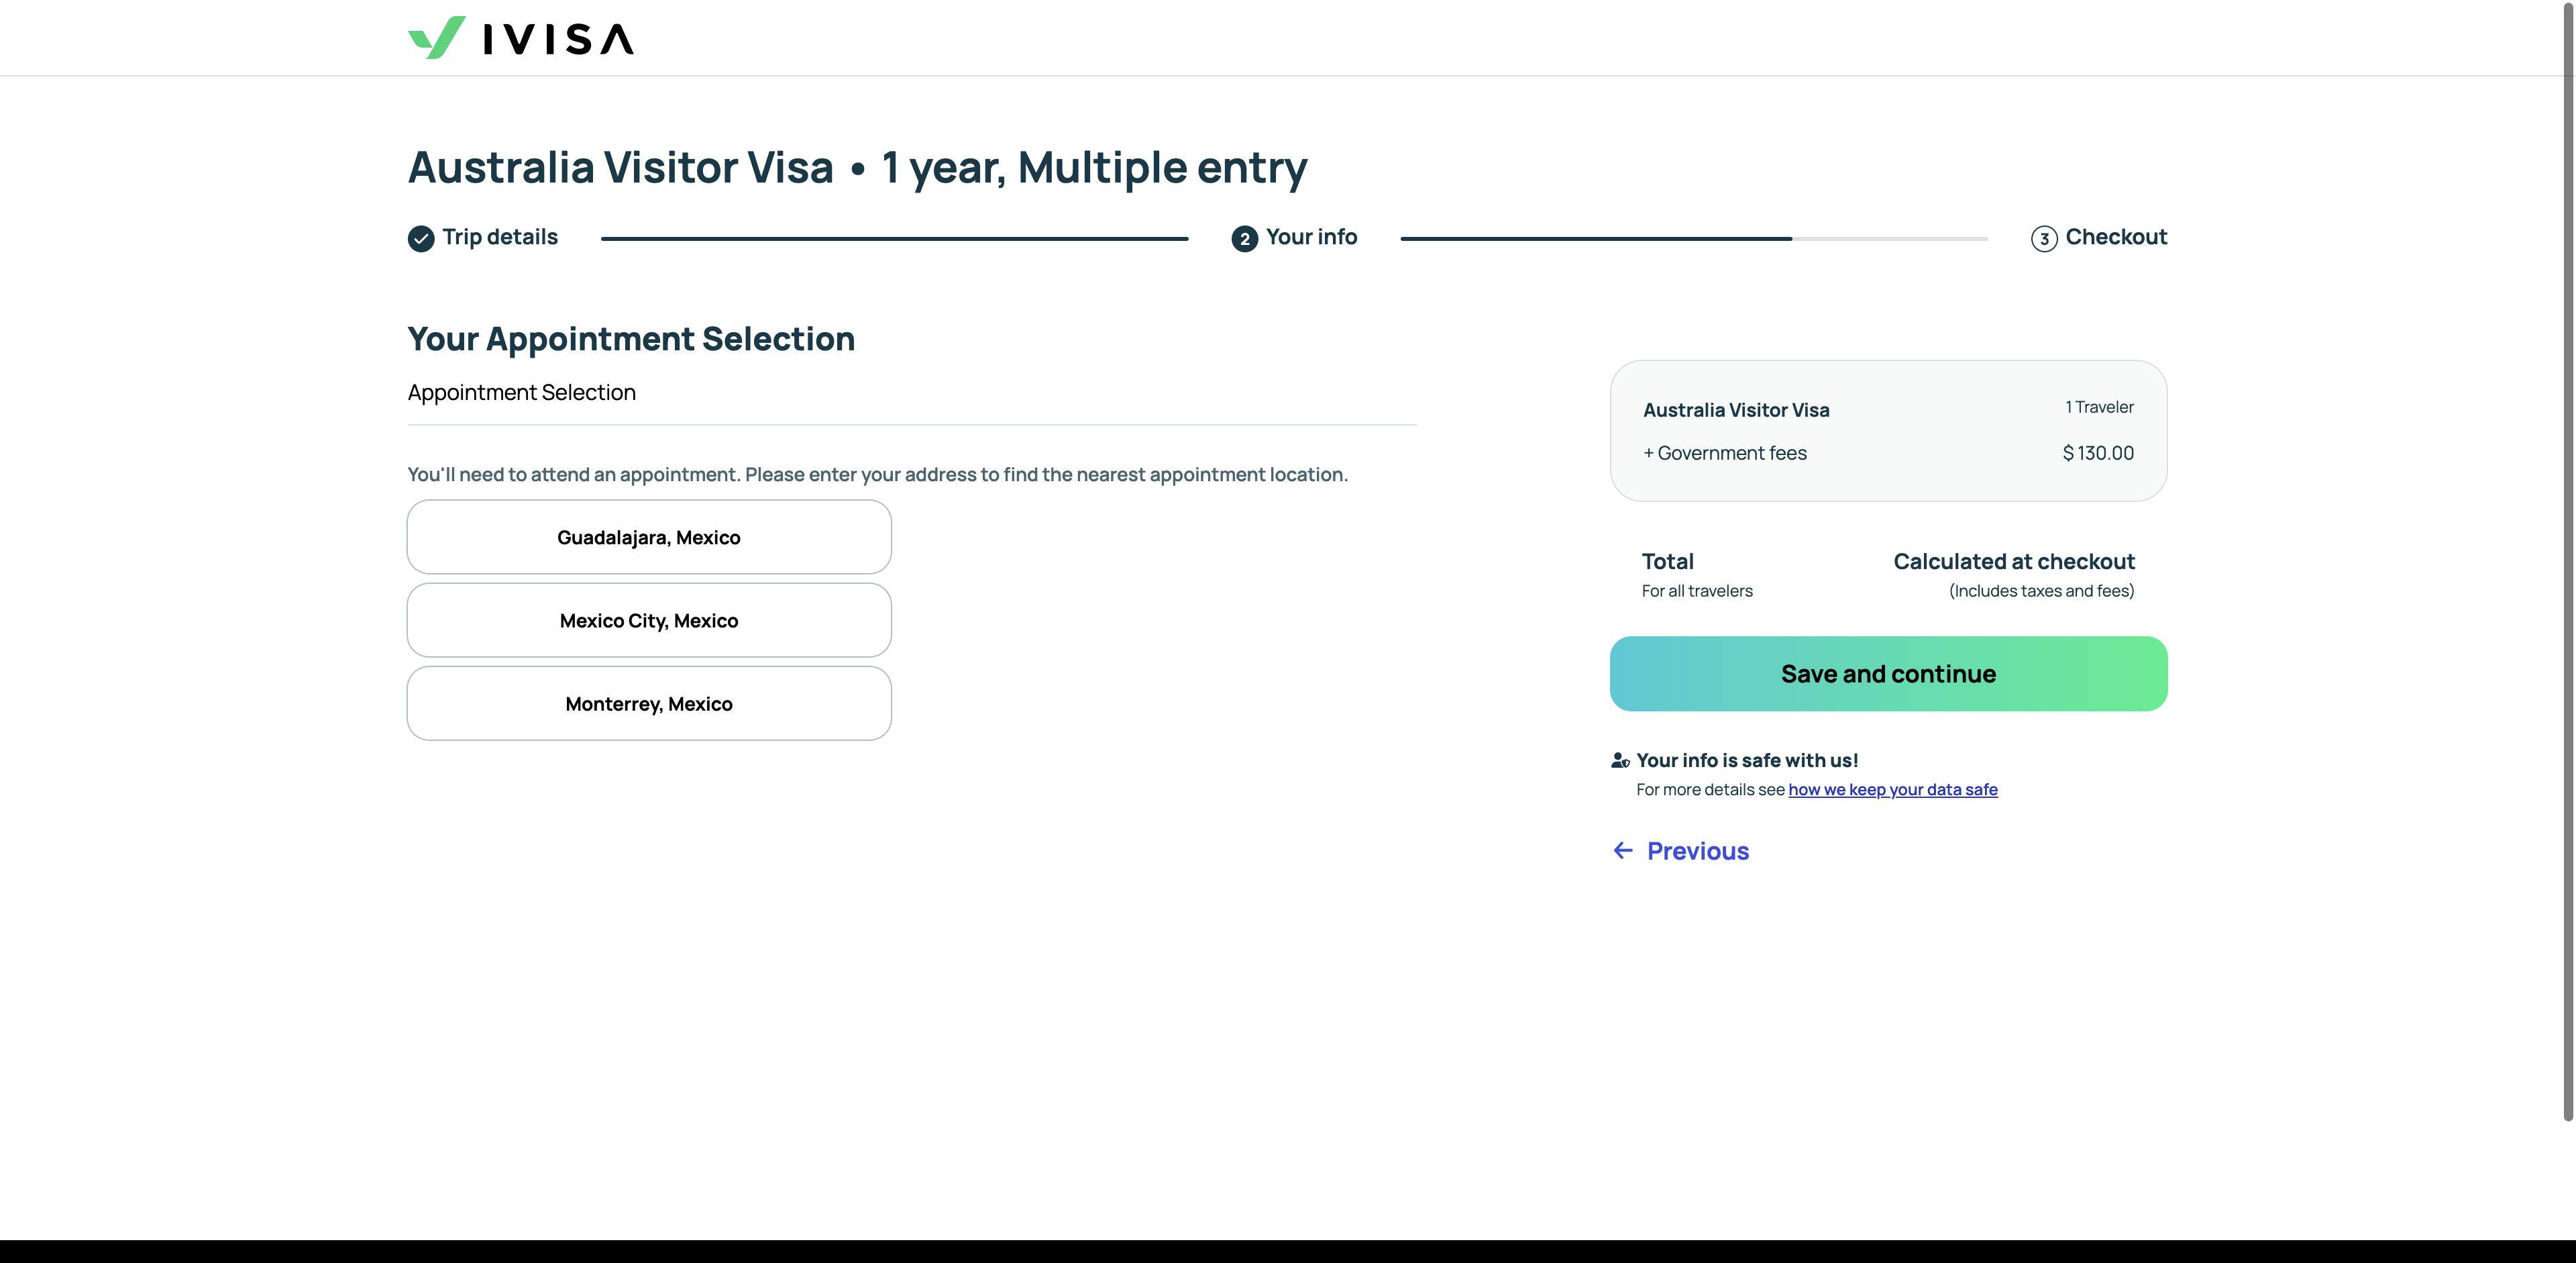 IVISA
Australia Visitor Visa • 1 year, Multiple entry
Trip details
2 Your info
3 Checkout
Your Appointment Selection
Appointment Selection
You'll need to attend an appointment. Please enter your address to find the nearest appointment location.
Guadalajara, Mexico
Mexico City, Mexico
Monterrey, Mexico
Australia Visitor Visa 1 Traveler
+ Government fees $ 130.00
Total Calculated at checkout
For all travelers (Includes taxes and fees)
Save and continue
Your info is safe with us!
For more details see how we keep your data safe
← Previous